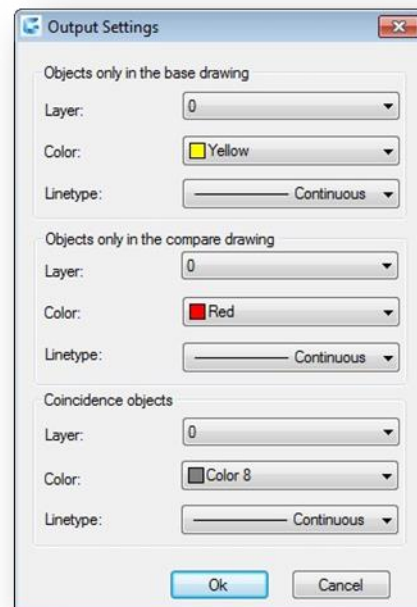 Output Settings
Objects only in the base drawing
Layer: 0
Color: Yellow
Linetype: Continuous
Objects only in the compare drawing
Layer: 0
Color: Red
Linetype: Continuous
Coincidence objects
Layer: 0
Color: Color 8
Linetype: Continuous
Ok Cancel